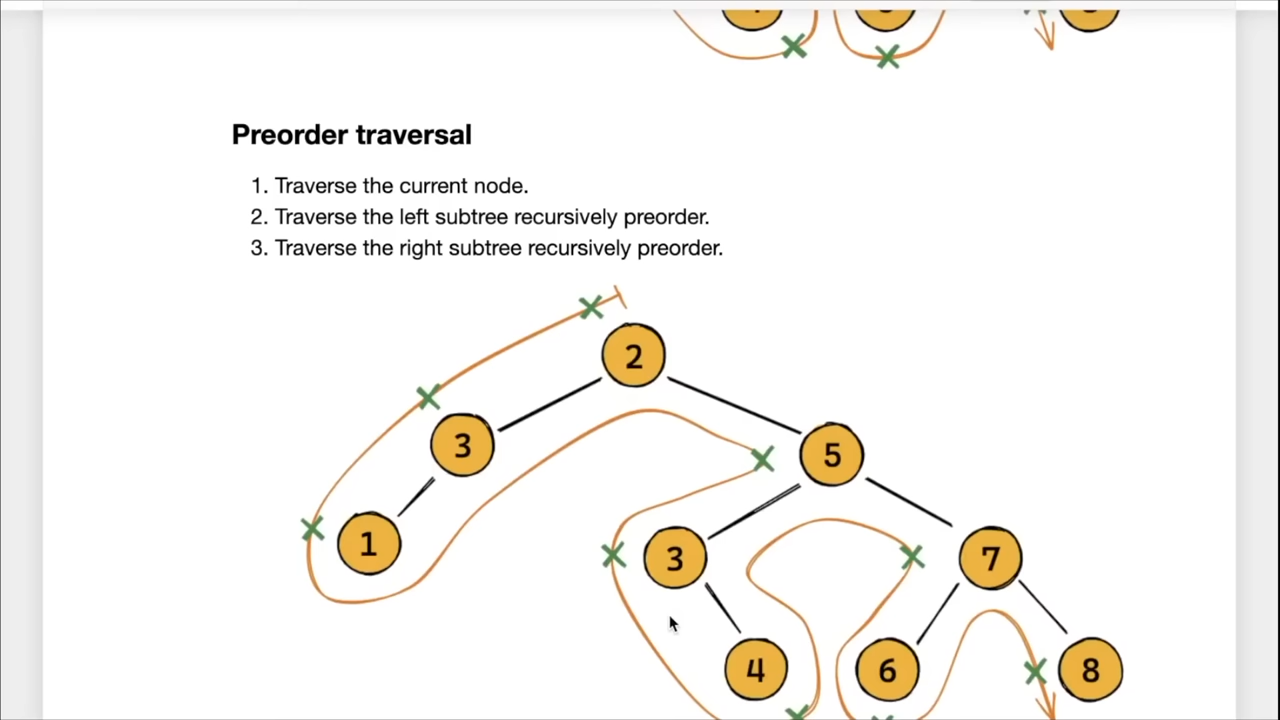 Preorder traversal
1. Traverse the current node.
2. Traverse the left subtree recursively preorder.
3. Traverse the right subtree recursively preorder.
2
3
5
1
3
7
4
6
8